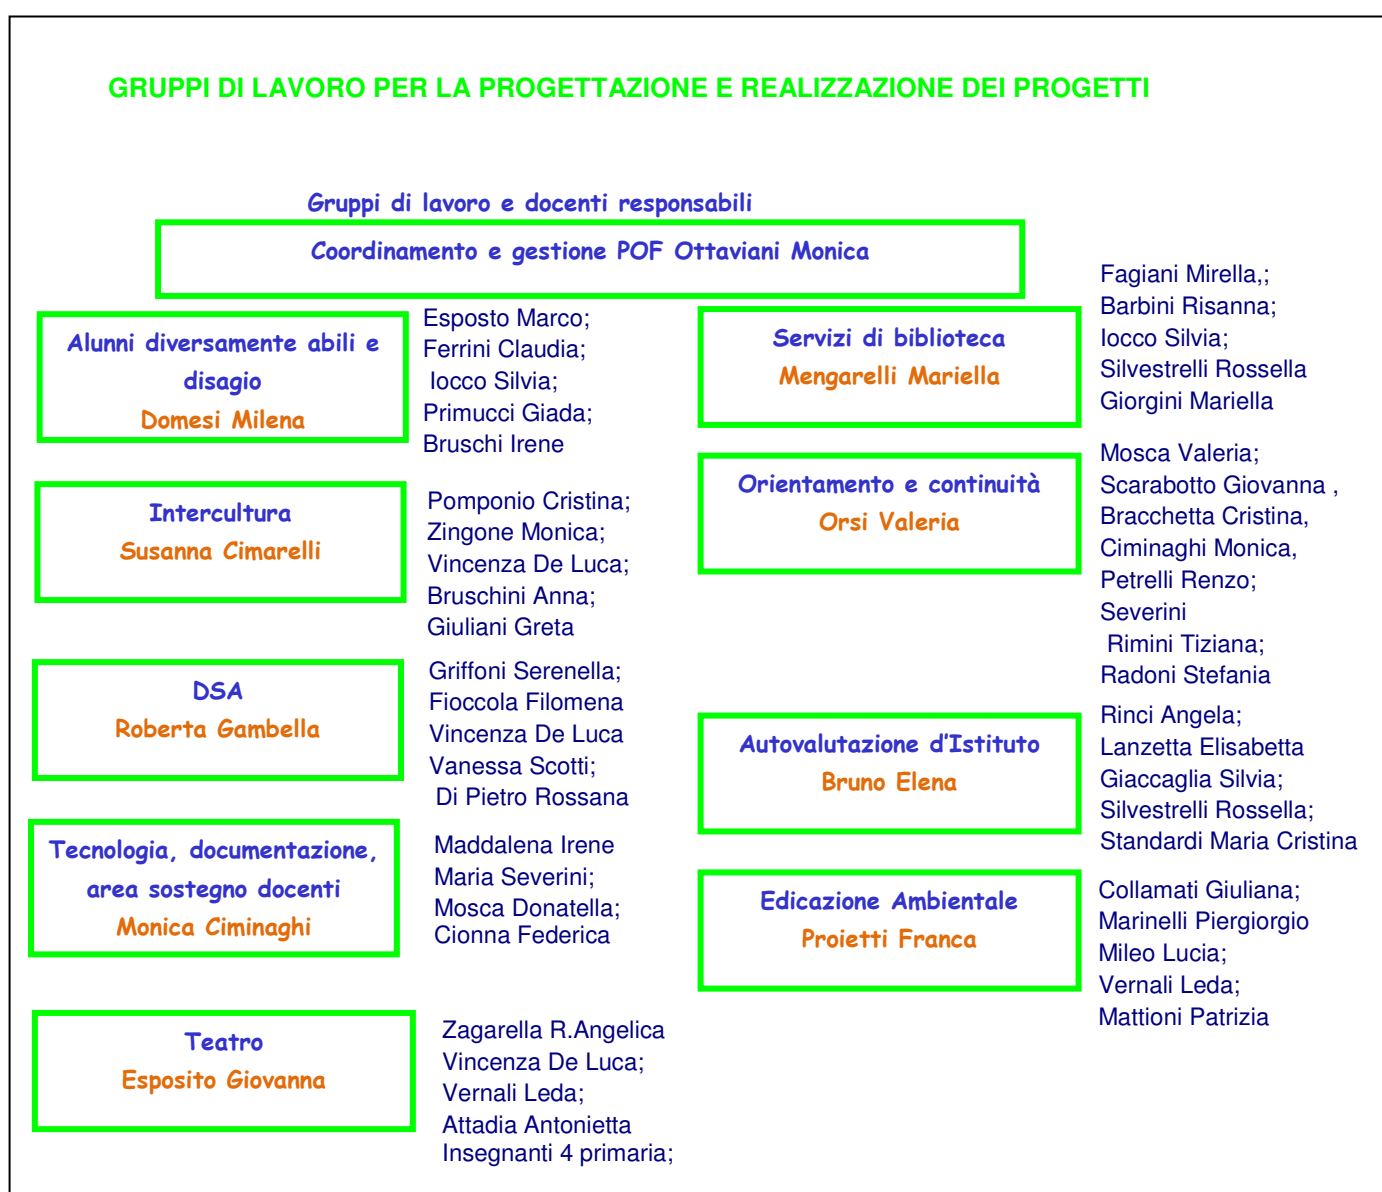 GRUPPI DI LAVORO PER LA PROGETTAZIONE E REALIZZAZIONE DEI PROGETTI
Gruppi di lavoro e docenti responsabili
Coordinamento e gestione POF Ottaviani Monica
Alunni diversamente abili e
disagio
Domesi Milena
Esposto Marco;
Ferrini Claudia;
Iocco Silvia;
Primucci Giada;
Bruschi Irene
Intercultura
Susanna Cimarelli
Pomponio Cristina;
Zingone Monica;
Vincenza De Luca;
Bruschini Anna;
Giuliani Greta
DSA
Roberta Gambella
Griffoni Serenella;
Fioccola Filomena
Vincenza De Luca
Vanessa Scotti;
Di Pietro Rossana
Tecnologia, documentazione,
area sostegno docenti
Monica Ciminaghi
Maddalena Irene
Maria Severini;
Mosca Donatella;
Cionna Federica
Teatro
Esposito Giovanna
Zagarella R.Angelica
Vincenza De Luca;
Vernali Leda;
Attadia Antonietta
Insegnanti 4 primaria;
Servizi di biblioteca
Mengarelli Mariella
Fagiani Mirella,;
Barbini Risanna;
Iocco Silvia;
Silvestrelli Rossella
Giorgini Mariella
Orientamento e continuità
Orsi Valeria
Mosca Valeria;
Scarabotto Giovanna ,
Bracchetta Cristina,
Ciminaghi Monica,
Petrelli Renzo;
Severini
Rimini Tiziana;
Radoni Stefania
Autovalutazione d'Istituto
Bruno Elena
Rinci Angela;
Lanzetta Elisabetta
Giaccaglia Silvia;
Silvestrelli Rossella;
Standardi Maria Cristina
Edicazione Ambientale
Proietti Franca
Collamati Giuliana;
Marinelli Piergiorgio
Mileo Lucia;
Vernali Leda;
Mattioni Patrizia